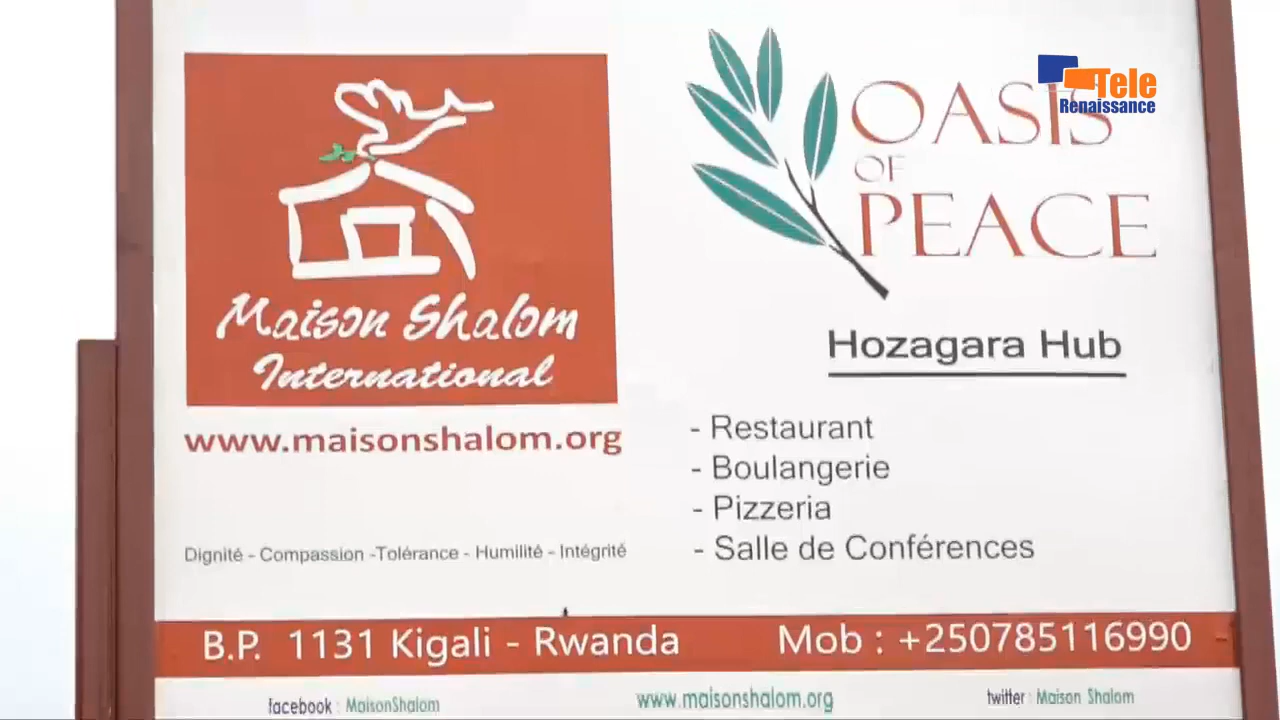 Maison Shalom
International
www.maisonshalom.org
Dignité - Compassion -Tolérance - Humilité - Intégrité
OASIS
OF
PEACE
Tele
Renaissance
Hozagara Hub
- Restaurant
- Boulangerie
- Pizzeria
- Salle de Conférences
B.P. 1131 Kigali - Rwanda Mob : +250785116990
facebook : MaisonShalom www.maisonshalom.org twitter : Maison Shalom